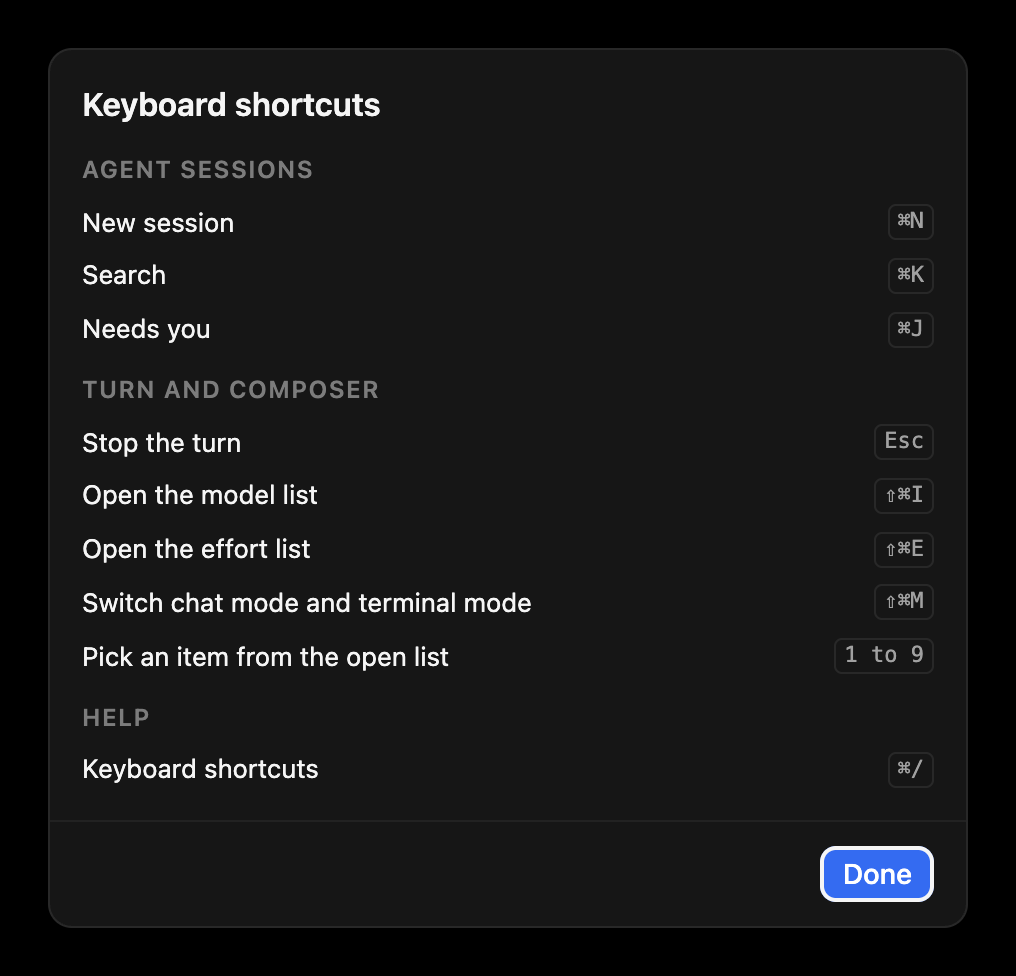 Keyboard shortcuts
AGENT SESSIONS
New session ⌘N
Search ⌘K
Needs you ⌘J
TURN AND COMPOSER
Stop the turn Esc
Open the model list ⇧⌘I
Open the effort list ⇧⌘E
Switch chat mode and terminal mode ⇧⌘M
Pick an item from the open list 1 to 9
HELP
Keyboard shortcuts ⌘/
Done